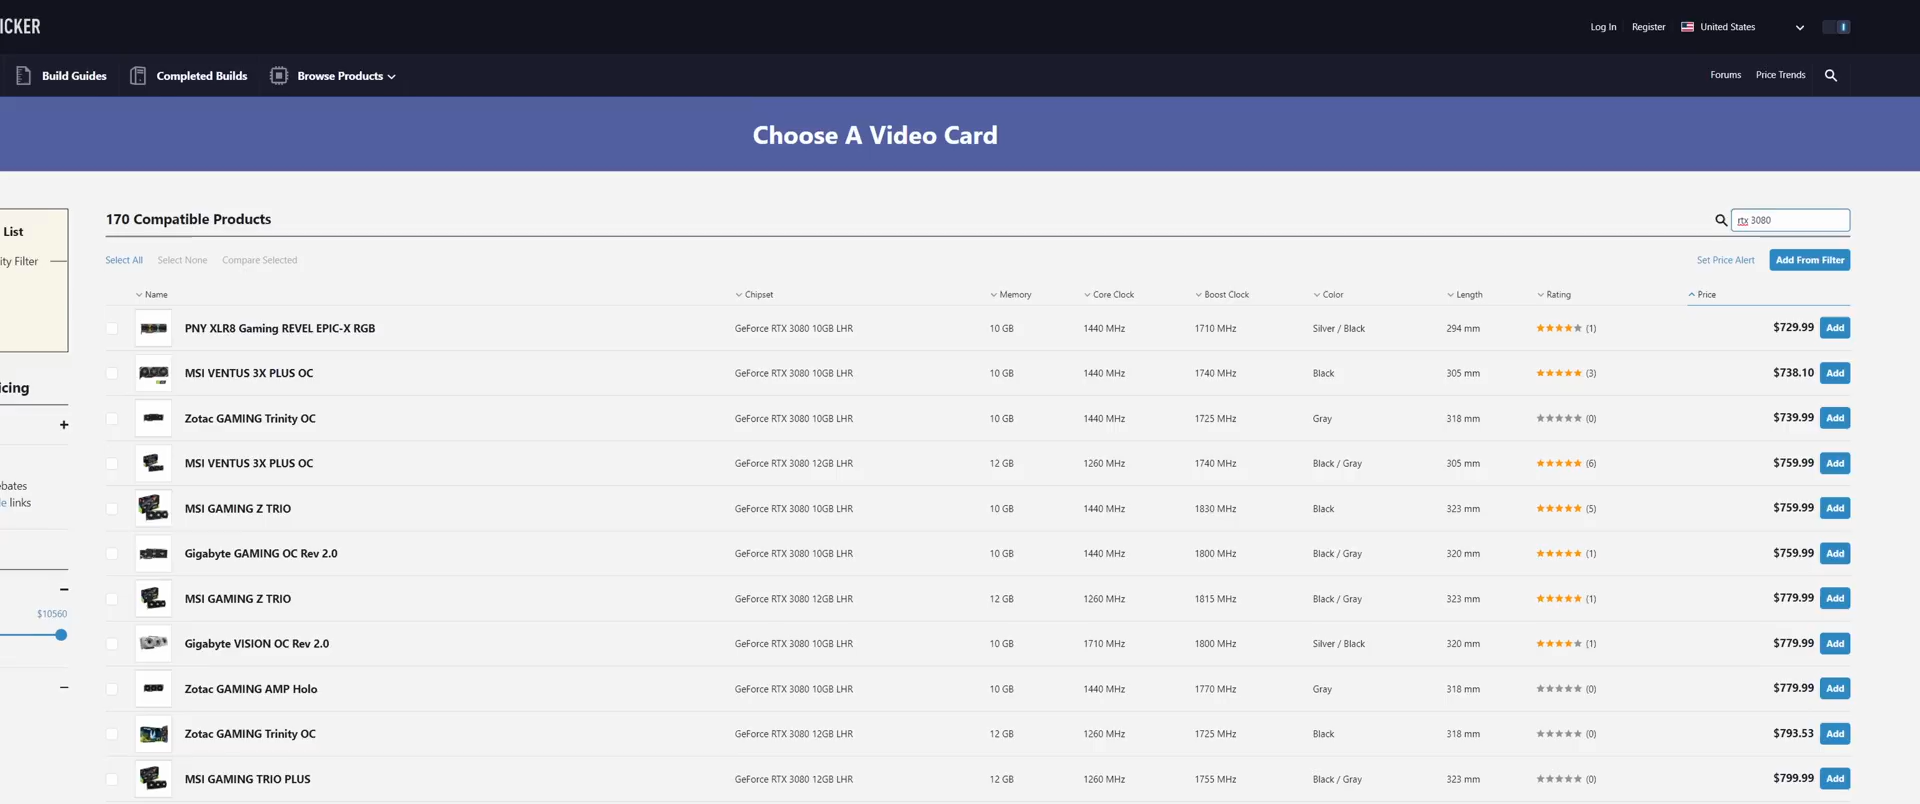 ICKER
Log In Register United States
Build Guides Completed Builds Browse Products
Forums Price Trends
Choose A Video Card
170 Compatible Products
rtx 3080
List
ity Filter
Select All Select None Compare Selected
Set Price Alert Add From Filter
Name Chipset Memory Core Clock Boost Clock Color Length Rating Price
PNY XLR8 Gaming REVEL EPIC-X RGB GeForce RTX 3080 10GB LHR 10 GB 1440 MHz 1710 MHz Silver / Black 294 mm (1) $729.99 Add
MSI VENTUS 3X PLUS OC GeForce RTX 3080 10GB LHR 10 GB 1440 MHz 1740 MHz Black 305 mm (3) $738.10 Add
icing
Zotac GAMING Trinity OC GeForce RTX 3080 10GB LHR 10 GB 1440 MHz 1725 MHz Gray 318 mm (0) $739.99 Add
MSI VENTUS 3X PLUS OC GeForce RTX 3080 12GB LHR 12 GB 1260 MHz 1740 MHz Black / Gray 305 mm (6) $759.99 Add
ebates
e links
MSI GAMING Z TRIO GeForce RTX 3080 10GB LHR 10 GB 1440 MHz 1830 MHz Black 323 mm (5) $759.99 Add
Gigabyte GAMING OC Rev 2.0 GeForce RTX 3080 10GB LHR 10 GB 1440 MHz 1800 MHz Black / Gray 320 mm (1) $759.99 Add
MSI GAMING Z TRIO GeForce RTX 3080 12GB LHR 12 GB 1260 MHz 1815 MHz Black / Gray 323 mm (1) $779.99 Add
$10560
Gigabyte VISION OC Rev 2.0 GeForce RTX 3080 10GB LHR 10 GB 1710 MHz 1800 MHz Silver / Black 320 mm (1) $779.99 Add
Zotac GAMING AMP Holo GeForce RTX 3080 10GB LHR 10 GB 1440 MHz 1770 MHz Gray 318 mm (0) $779.99 Add
Zotac GAMING Trinity OC GeForce RTX 3080 12GB LHR 12 GB 1260 MHz 1725 MHz Black 318 mm (0) $793.53 Add
MSI GAMING TRIO PLUS GeForce RTX 3080 12GB LHR 12 GB 1260 MHz 1755 MHz Black / Gray 323 mm (0) $799.99 Add